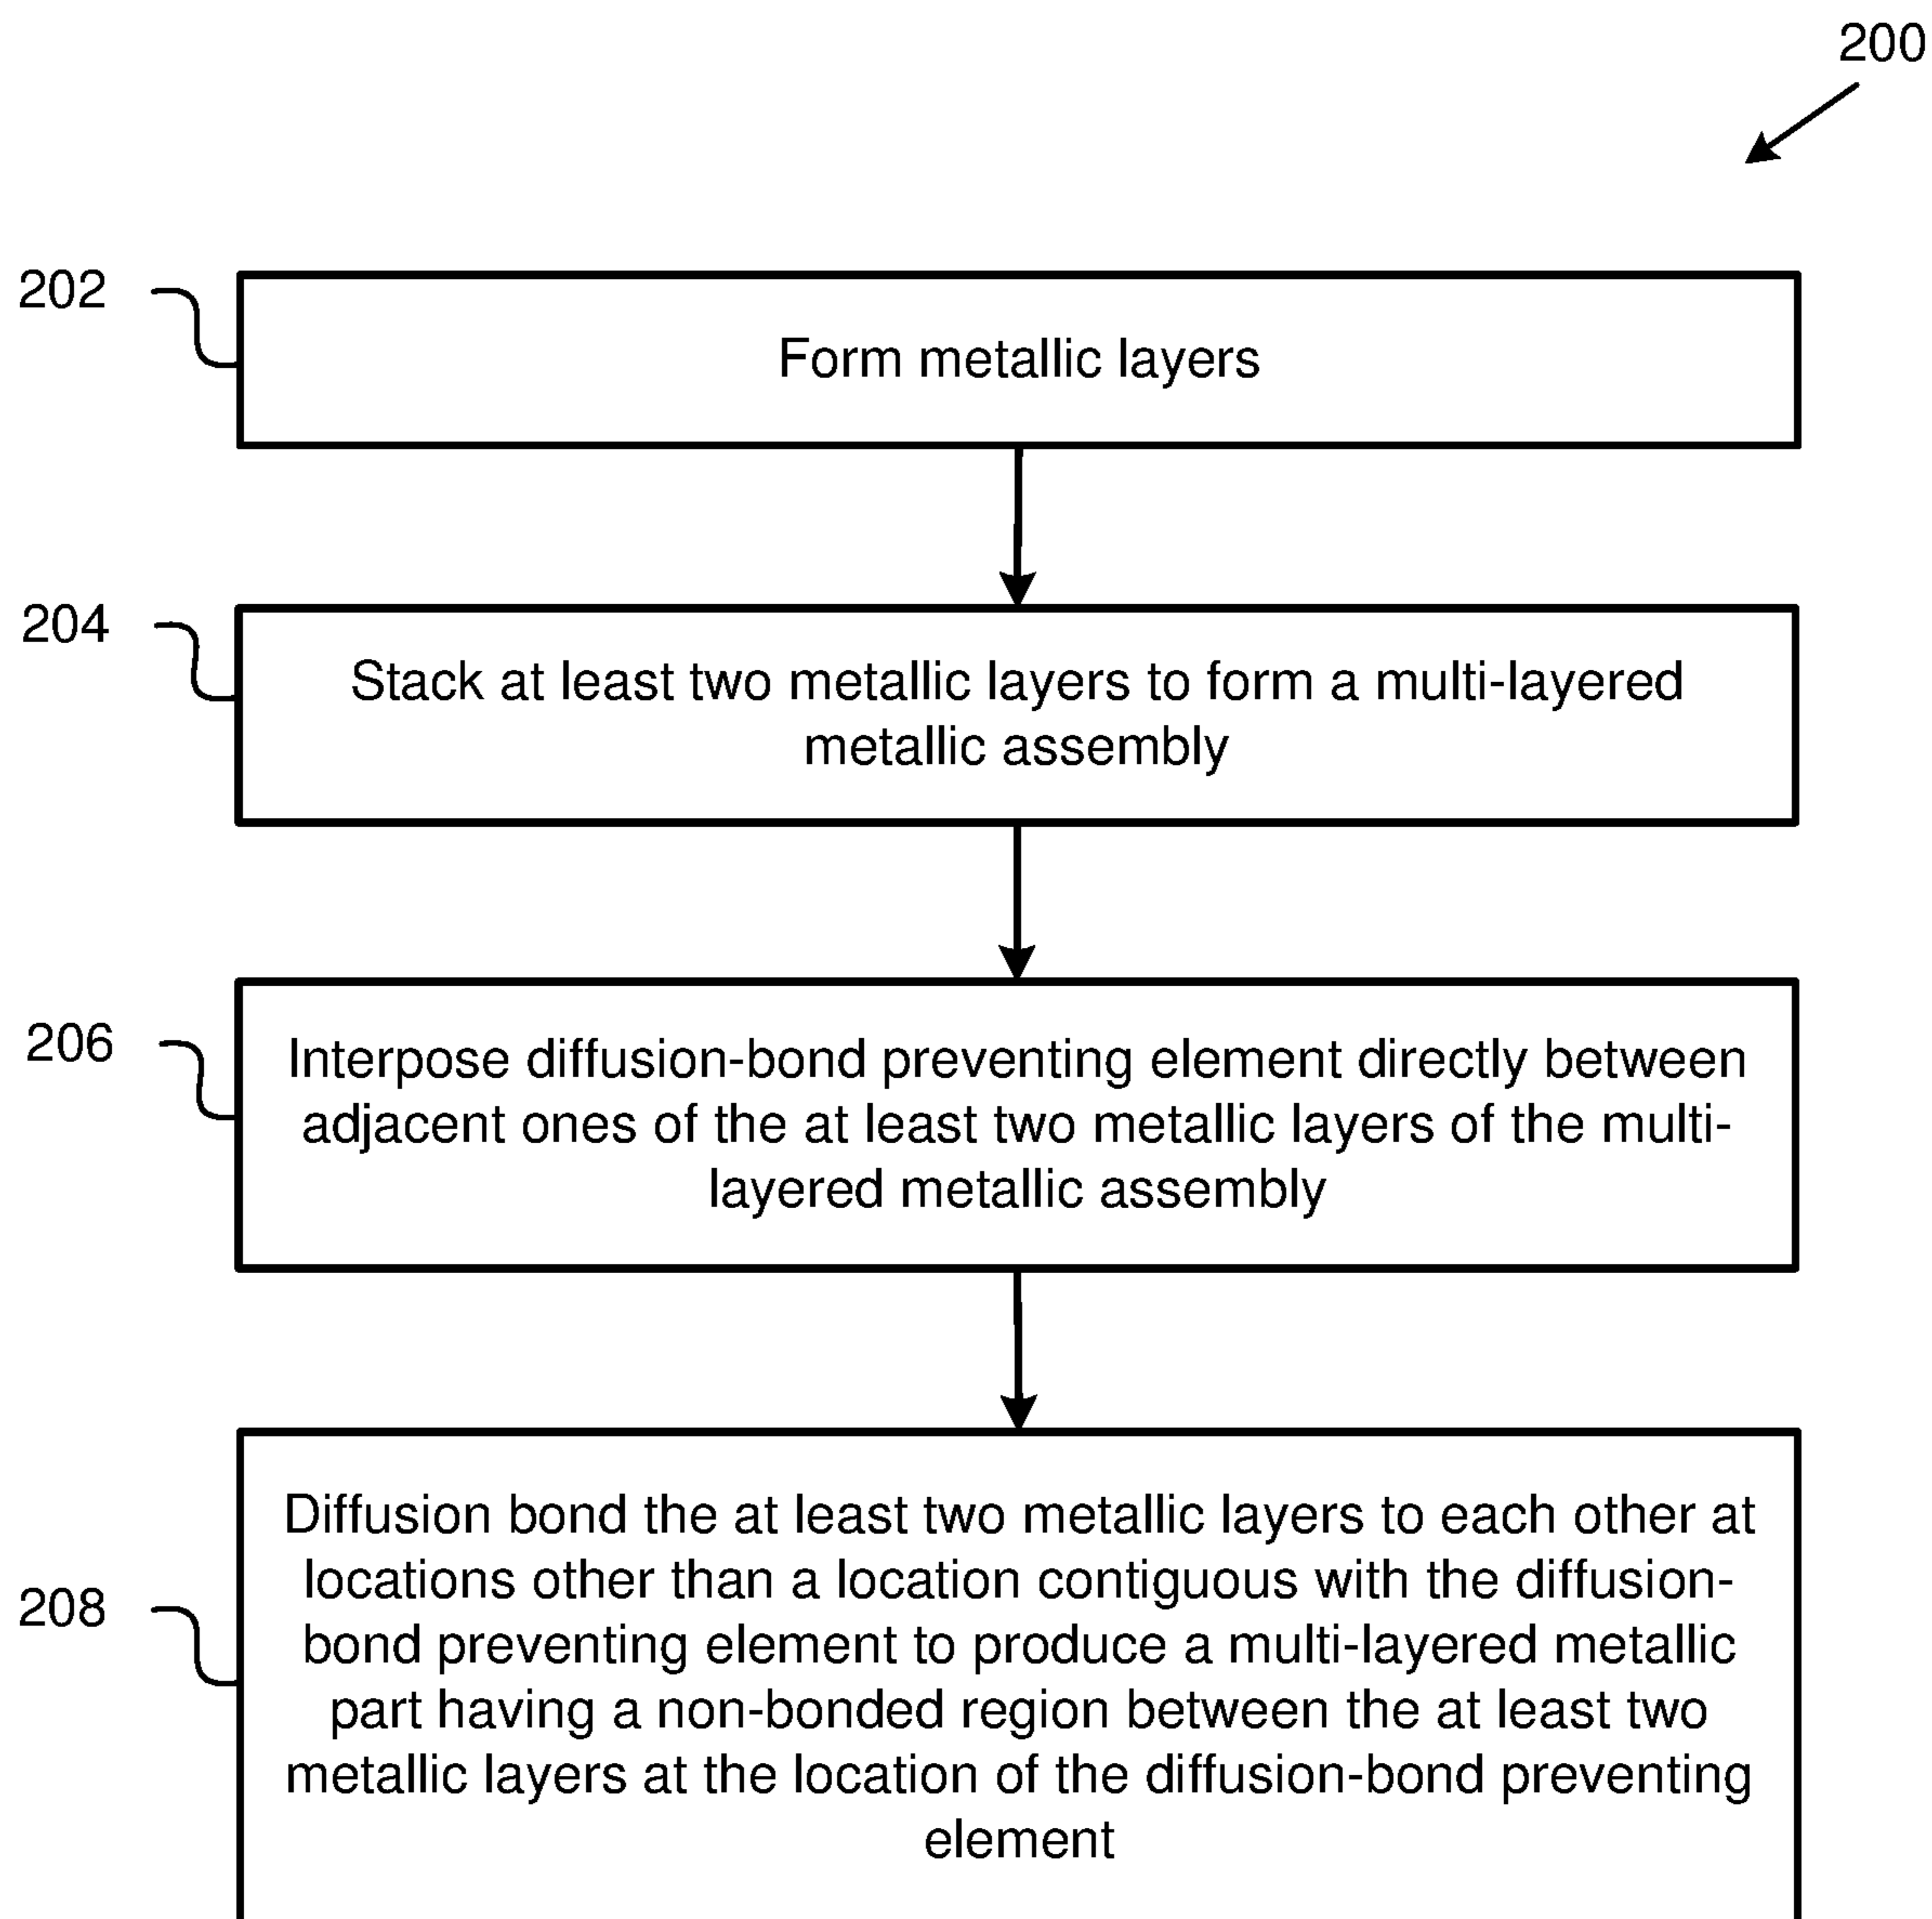 200
202
Form metallic layers
204
Stack at least two metallic layers to form a multi-layered
metallic assembly
206
Interpose diffusion-bond preventing element directly between
adjacent ones of the at least two metallic layers of the multi-
layered metallic assembly
208
Diffusion bond the at least two metallic layers to each other at
locations other than a location contiguous with the diffusion-
bond preventing element to produce a multi-layered metallic
part having a non-bonded region between the at least two
metallic layers at the location of the diffusion-bond preventing
element